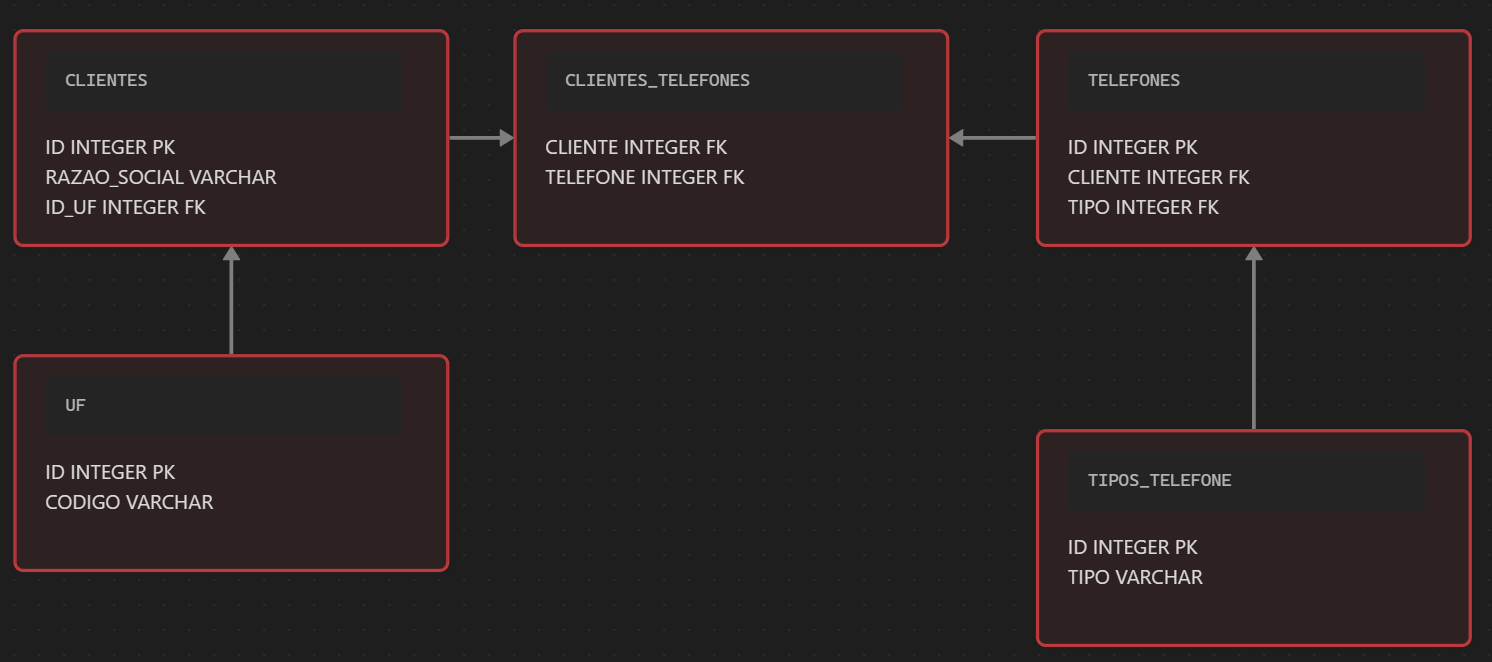 CLIENTES
ID INTEGER PK
RAZAO_SOCIAL VARCHAR
ID_UF INTEGER FK
CLIENTES_TELEFONES
CLIENTE INTEGER FK
TELEFONE INTEGER FK
TELEFONES
ID INTEGER PK
CLIENTE INTEGER FK
TIPO INTEGER FK
UF
ID INTEGER PK
CODIGO VARCHAR
TIPOS_TELEFONE
ID INTEGER PK
TIPO VARCHAR